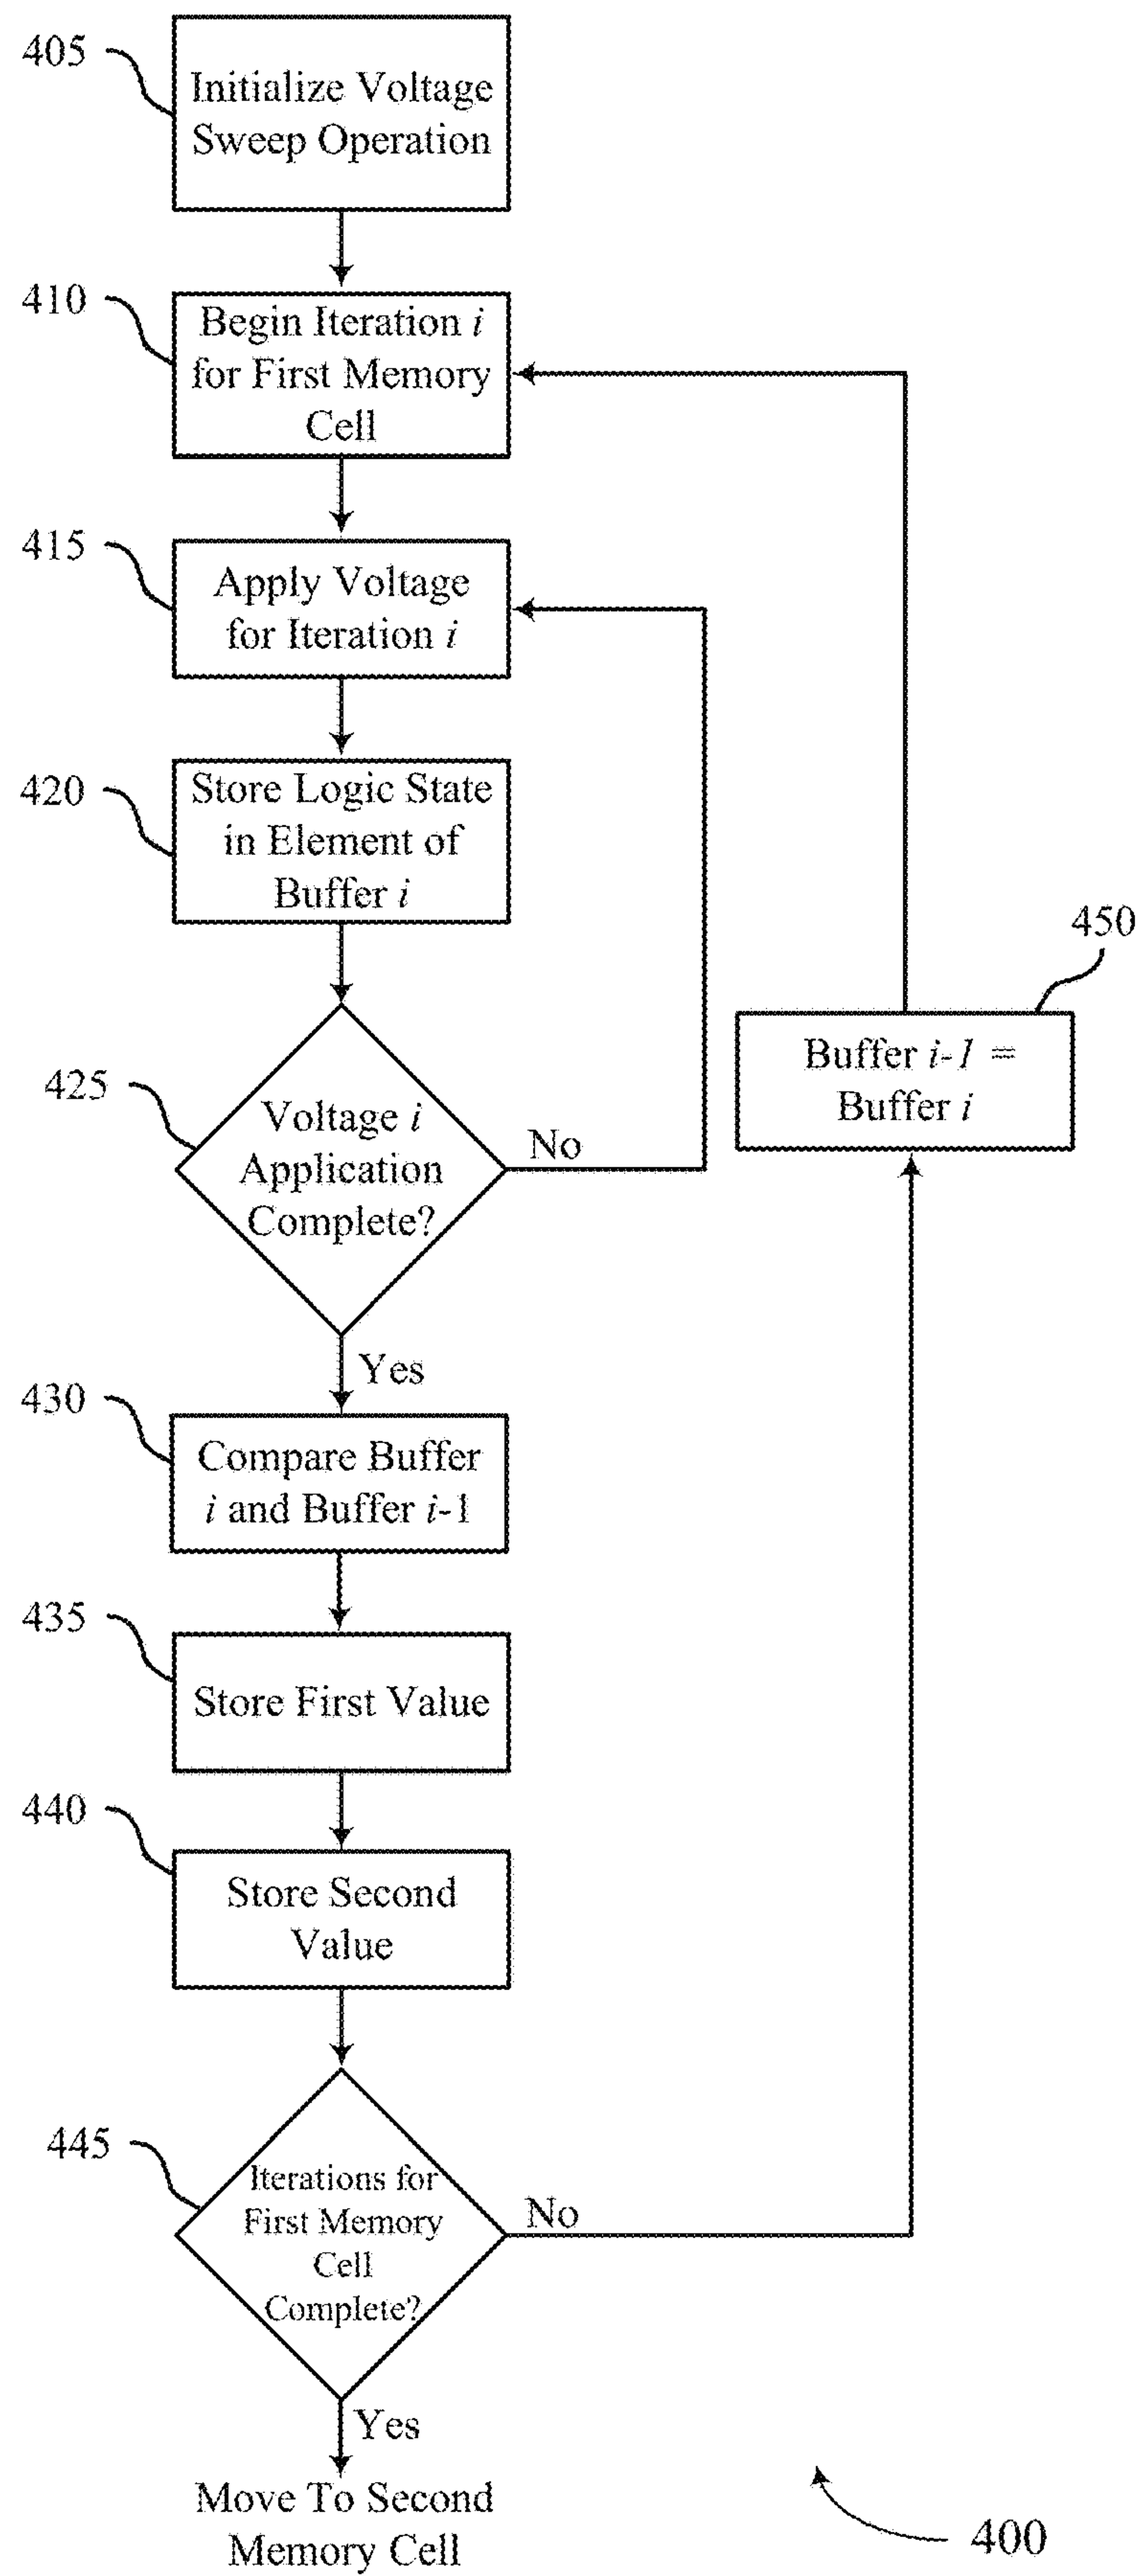 405
Initialize Voltage
Sweep Operation
410
Begin Iteration i
for First Memory
Cell
415
Apply Voltage
for Iteration i
420
Store Logic State
in Element of
Buffer i
450
Buffer i-1 =
Buffer i
425
Voltage i
Application
Complete?
No
Yes
430
Compare Buffer
i and Buffer i-1
435
Store First Value
440
Store Second
Value
445
Iterations for
First Memory
Cell
Complete?
No
Yes
Move To Second
Memory Cell
400